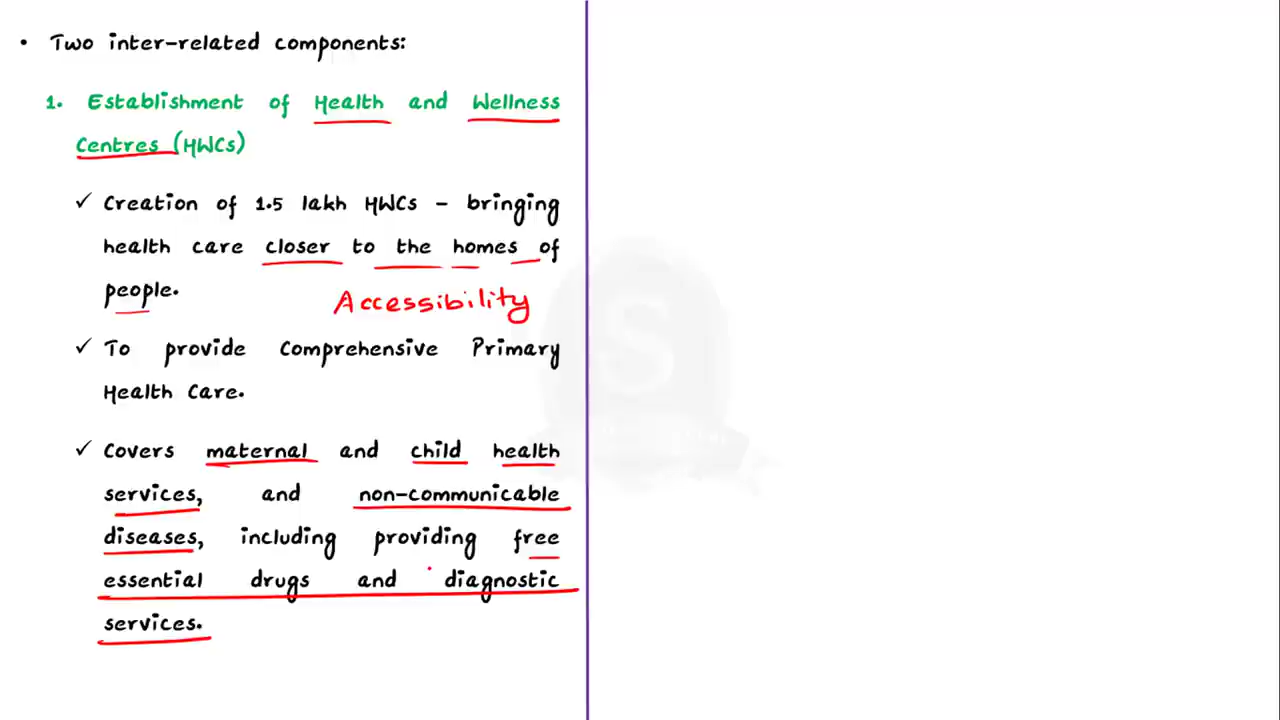 • Two inter-related components:
1. Establishment of Health and Wellness
Centres (HWCs)
✓ Creation of 1.5 lakh HWCs - bringing
health care closer to the homes of
people.
Accessibility
✓ To provide Comprehensive Primary
Health Care.
✓ Covers maternal and child health
services, and non-communicable
diseases, including providing free
essential drugs and diagnostic
services.